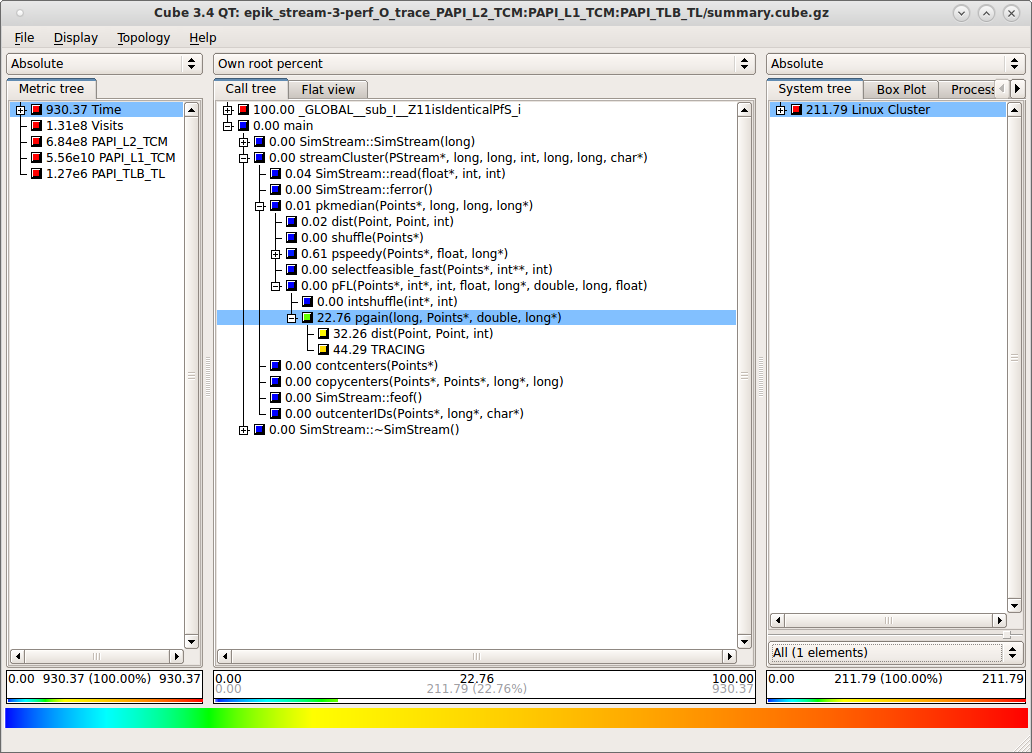 Cube 3.4 QT: epik_stream-3-perf_O_trace_PAPI_L2_TCM:PAPI_L1_TCM:PAPI_TLB_TL/summary.cube.gz
File Display Topology Help
Absolute
Metric tree
930.37 Time
1.31e8 Visits
6.84e8 PAPI_L2_TCM
5.56e10 PAPI_L1_TCM
1.27e6 PAPI_TLB_TL
0.00 930.37 (100.00%) 930.37
Own root percent
Call tree Flat view
100.00 _GLOBAL__sub_I__Z11isIdenticalPfS_i
0.00 main
0.00 SimStream::SimStream(long)
0.00 streamCluster(PStream*, long, long, int, long, long, char*)
0.04 SimStream::read(float*, int, int)
0.00 SimStream::ferror()
0.01 pkmedian(Points*, long, long, long*)
0.02 dist(Point, Point, int)
0.00 shuffle(Points*)
0.61 pspeedy(Points*, float, long*)
0.00 selectfeasible_fast(Points*, int**, int)
0.00 pFL(Points*, int*, int, float, long*, double, long, float)
0.00 intshuffle(int*, int)
22.76 pgain(long, Points*, double, long*)
32.26 dist(Point, Point, int)
44.29 TRACING
0.00 contcenters(Points*)
0.00 copycenters(Points*, Points*, long*, long)
0.00 SimStream::feof()
0.00 outcenterIDs(Points*, long*, char*)
0.00 SimStream::~SimStream()
0.00 22.76 100.00
0.00 211.79 (22.76%) 930.37
Absolute
System tree Box Plot Process
211.79 Linux Cluster
All (1 elements)
0.00 211.79 (100.00%) 211.79